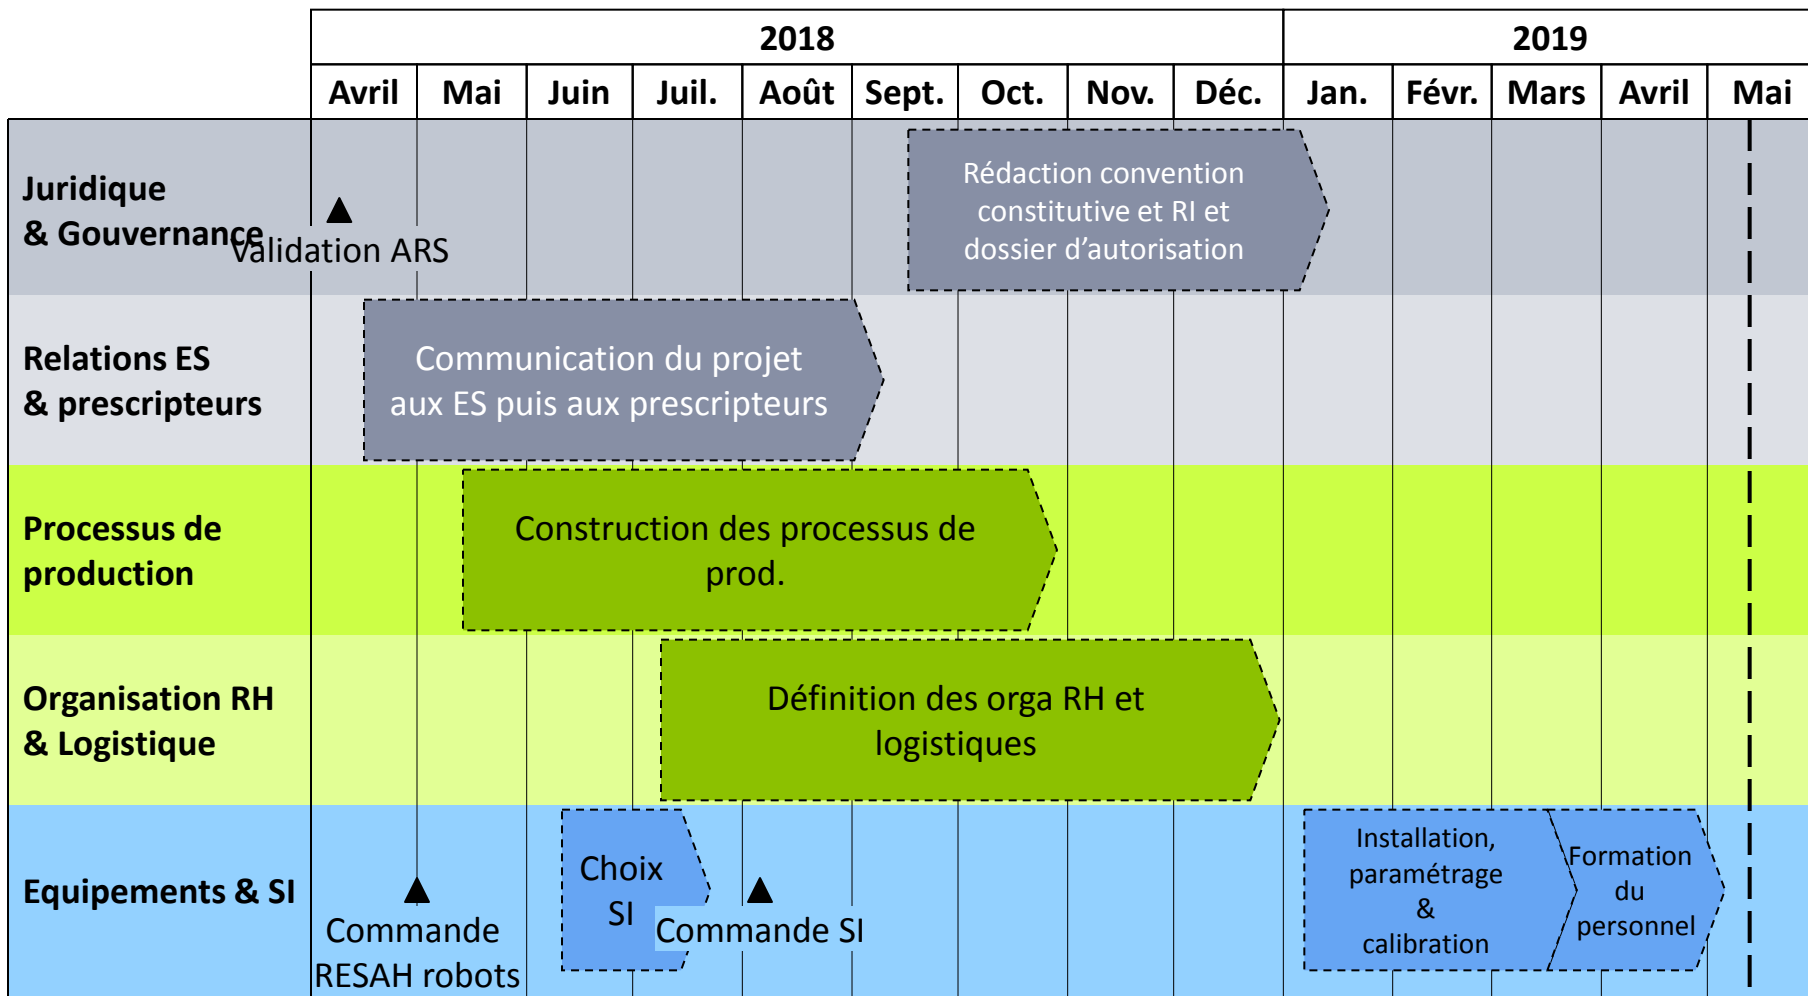 2018
2019
Avril
Mai
Juin
Juil.
Août
Sept.
Oct.
Nov.
Déc.
Jan.
Févr.
Mars
Avril
Mai
Juridique
& Gouvernance
Validation ARS
Rédaction convention
constitutive et RI et
dossier d’autorisation
Relations ES
& prescripteurs
Communication du projet
aux ES puis aux prescripteurs
Processus de
production
Construction des processus de
prod.
Organisation RH
& Logistique
Définition des orga RH et
logistiques
Equipements & SI
Commande
RESAH robots
Choix
SI
Commande SI
Installation,
paramétrage
&
calibration
Formation
du
personnel